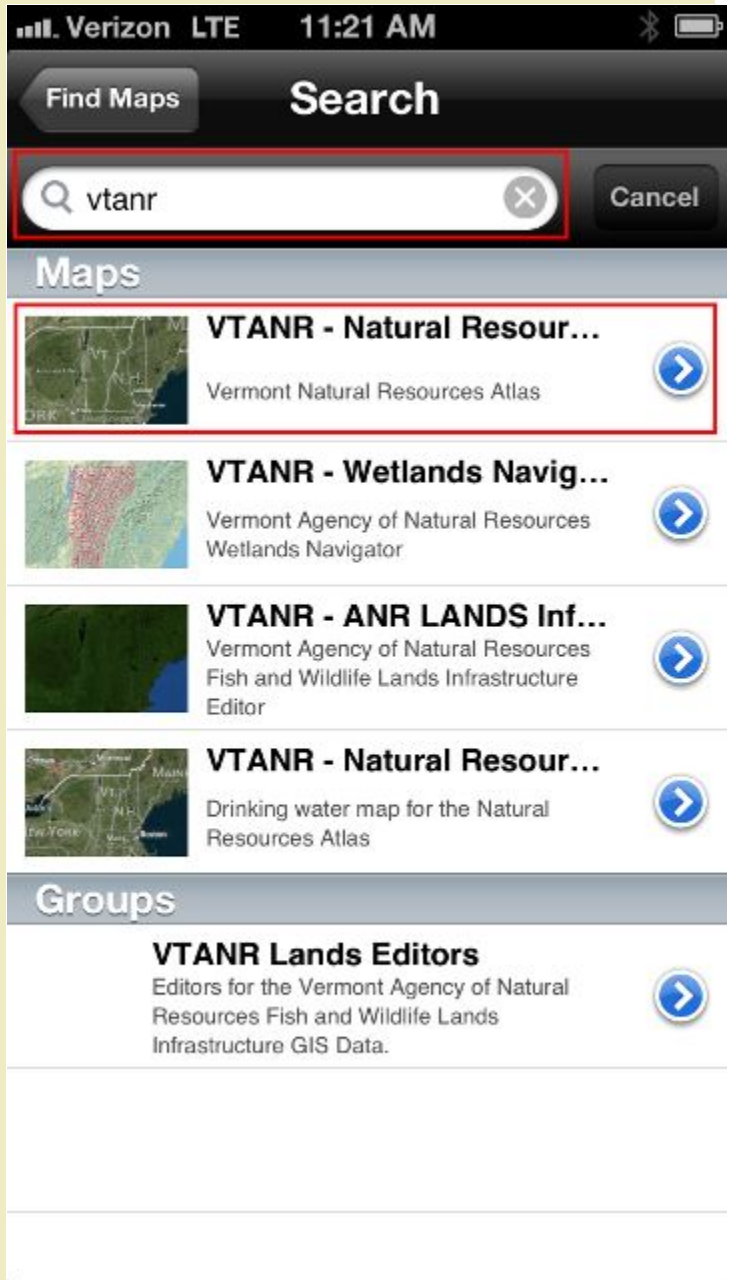 Verizon LTE 11:21 AM
Find Maps Search
vtanr Cancel
Maps
VTANR - Natural Resour...
Vermont Natural Resources Atlas
VTANR - Wetlands Navig...
Vermont Agency of Natural Resources
Wetlands Navigator
VTANR - ANR LANDS Inf...
Vermont Agency of Natural Resources
Fish and Wildlife Lands Infrastructure
Editor
VTANR - Natural Resour...
Drinking water map for the Natural
Resources Atlas
Groups
VTANR Lands Editors
Editors for the Vermont Agency of Natural
Resources Fish and Wildlife Lands
Infrastructure GIS Data.